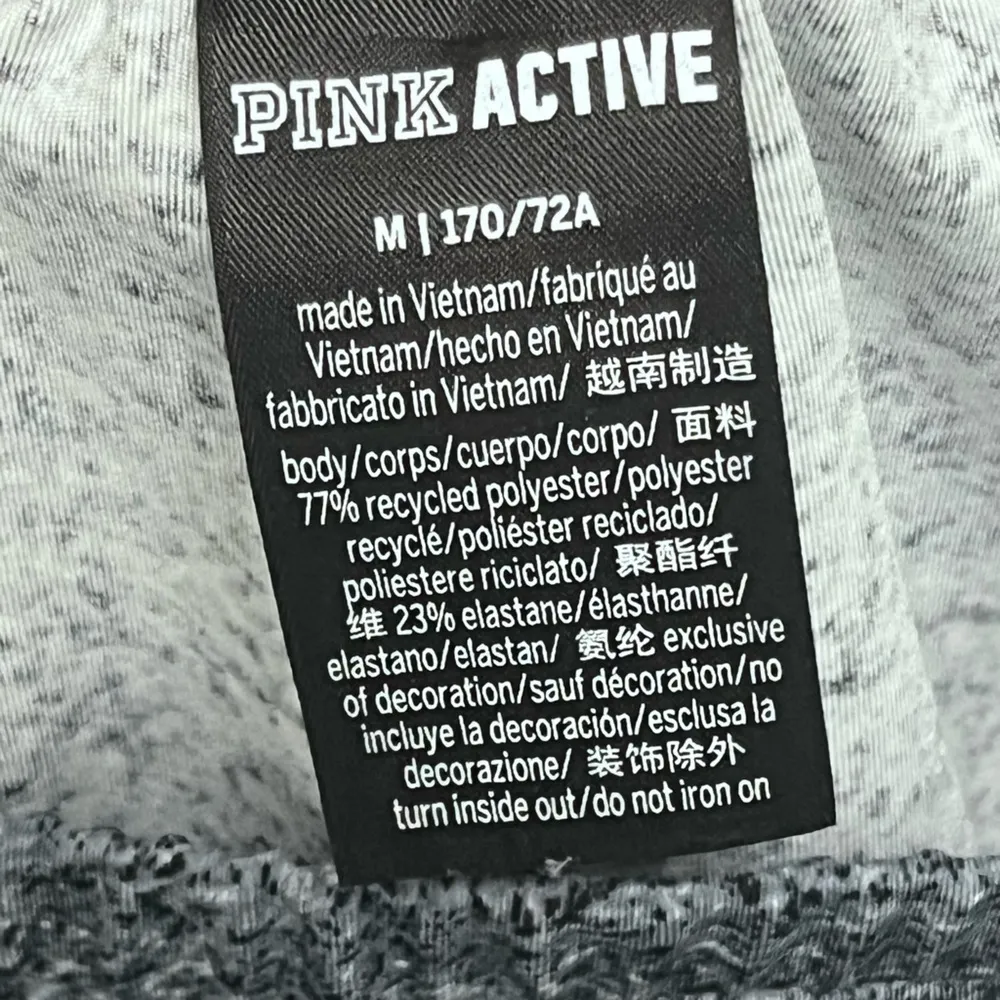 PINK ACTIVE
M | 170/72A
made in Vietnam/fabriqué au
Vietnam/hecho en Vietnam/
fabbricato in Vietnam/ 越南制造
body/corps/cuerpo/corpo/ 面料
77% recycled polyester/polyester
recyclé/poliéster reciclado/
poliestere riciclato/ 聚酯纤
维 23% elastane/élasthanne/
elastano/elastan/ 氨纶 exclusive
of decoration/sauf décoration/no
incluye la decoración/esclusa la
decorazione/ 装饰除外
turn inside out/do not iron on